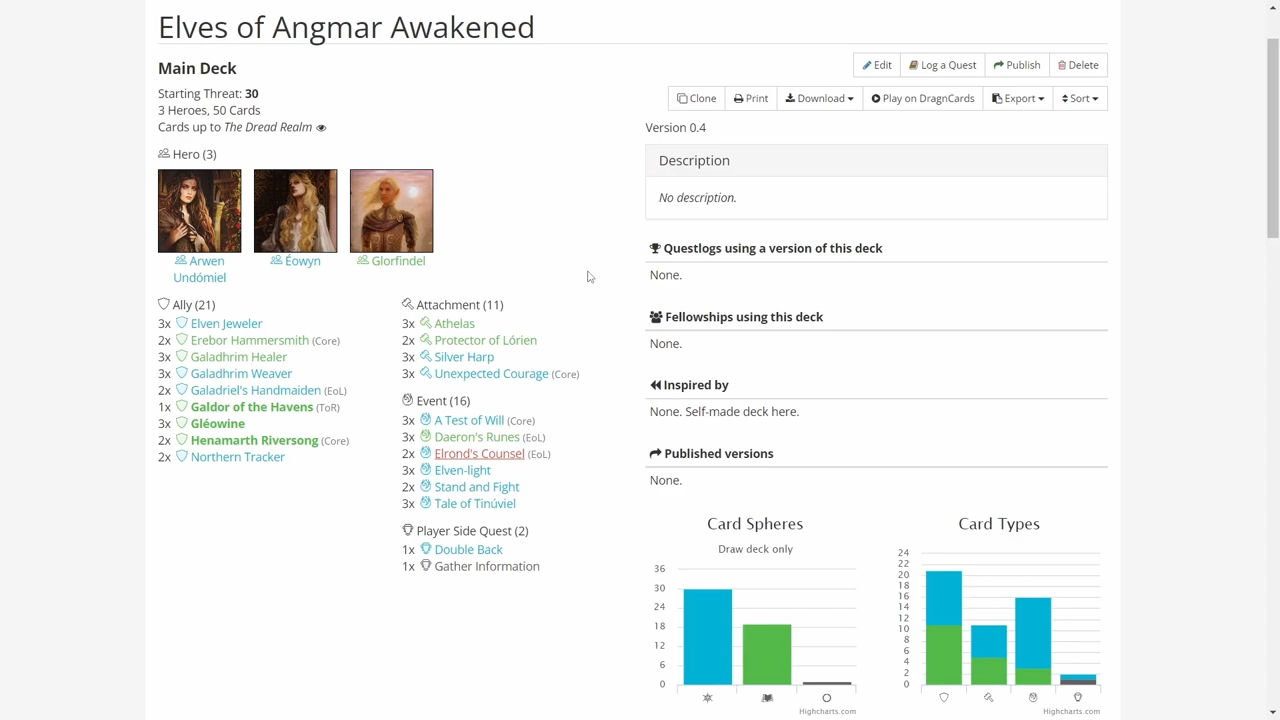 Elves of Angmar Awakened
Main Deck
Starting Threat: 30
3 Heroes, 50 Cards
Cards up to The Dread Realm
Hero (3)
Arwen Undómiel
Éowyn
Glorfindel
Ally (21)
3x Elven Jeweler
2x Erebor Hammersmith (Core)
3x Galadhrim Healer
3x Galadhrim Weaver
2x Galadriel's Handmaiden (EoL)
1x Galdor of the Havens (ToR)
3x Gléowine
2x Henamarth Riversong (Core)
2x Northern Tracker
Attachment (11)
3x Athelas
2x Protector of Lórien
3x Silver Harp
3x Unexpected Courage (Core)
Event (16)
3x A Test of Will (Core)
3x Daeron's Runes (EoL)
2x Elrond's Counsel (EoL)
3x Elven-light
2x Stand and Fight
3x Tale of Tinúviel
Player Side Quest (2)
1x Double Back
1x Gather Information
Edit Log a Quest Publish Delete
Clone Print Download Play on DragnCards Export Sort
Version 0.4
Description
No description.
Questlogs using a version of this deck
None.
Fellowships using this deck
None.
Inspired by
None. Self-made deck here.
Published versions
None.
Card Spheres
Draw deck only
36
30
24
18
12
6
0
Highcharts.com
Card Types
24
22
20
18
16
14
12
10
8
6
4
2
0
Highcharts.com